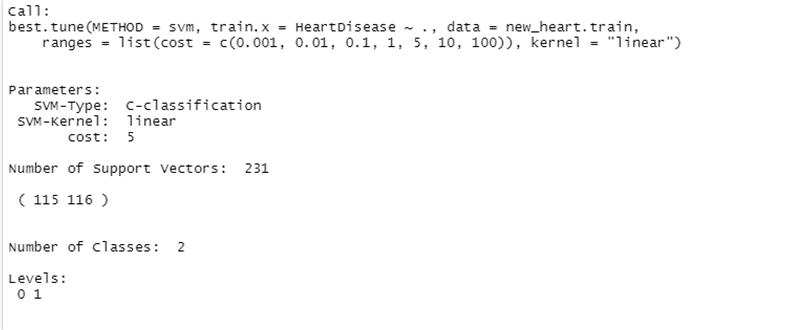 Call:
best.tune(METHOD = svm, train.x = HeartDisease ~ ., data = new_heart.train,
    ranges = list(cost = c(0.001, 0.01, 0.1, 1, 5, 10, 100)), kernel = "linear")
Parameters:
   SVM-Type:  C-classification
 SVM-Kernel:  linear
       cost:  5
Number of Support Vectors:  231
 ( 115 116 )
Number of Classes:  2
Levels:
 0 1